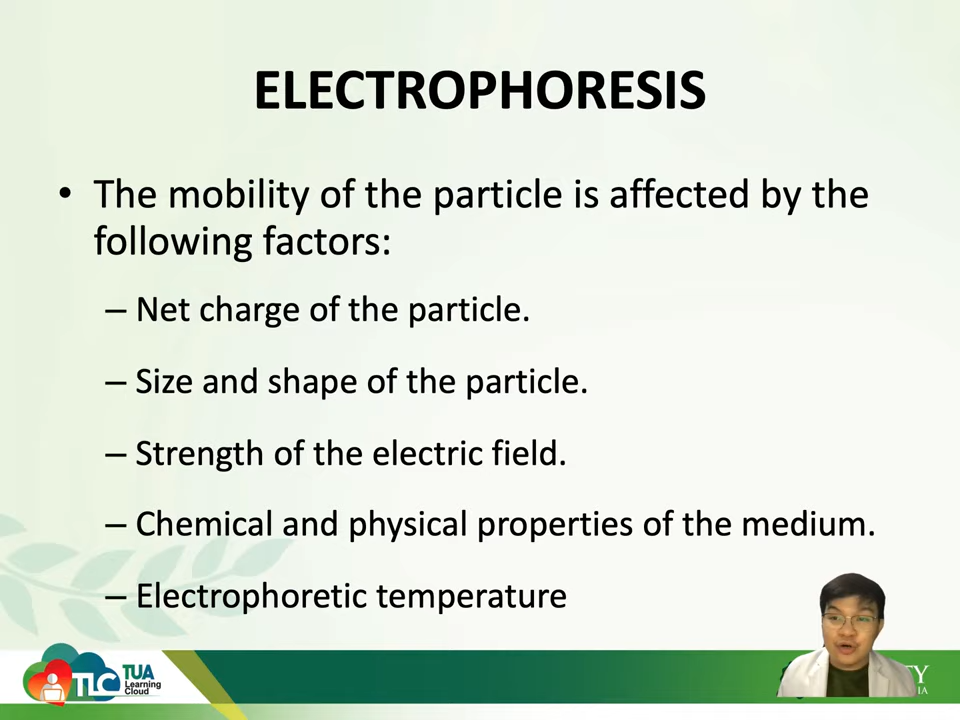 ELECTROPHORESIS
• The mobility of the particle is affected by the
following factors:
– Net charge of the particle.
– Size and shape of the particle.
– Strength of the electric field.
– Chemical and physical properties of the medium.
– Electrophoretic temperature
TLC TUA
Learning
Cloud